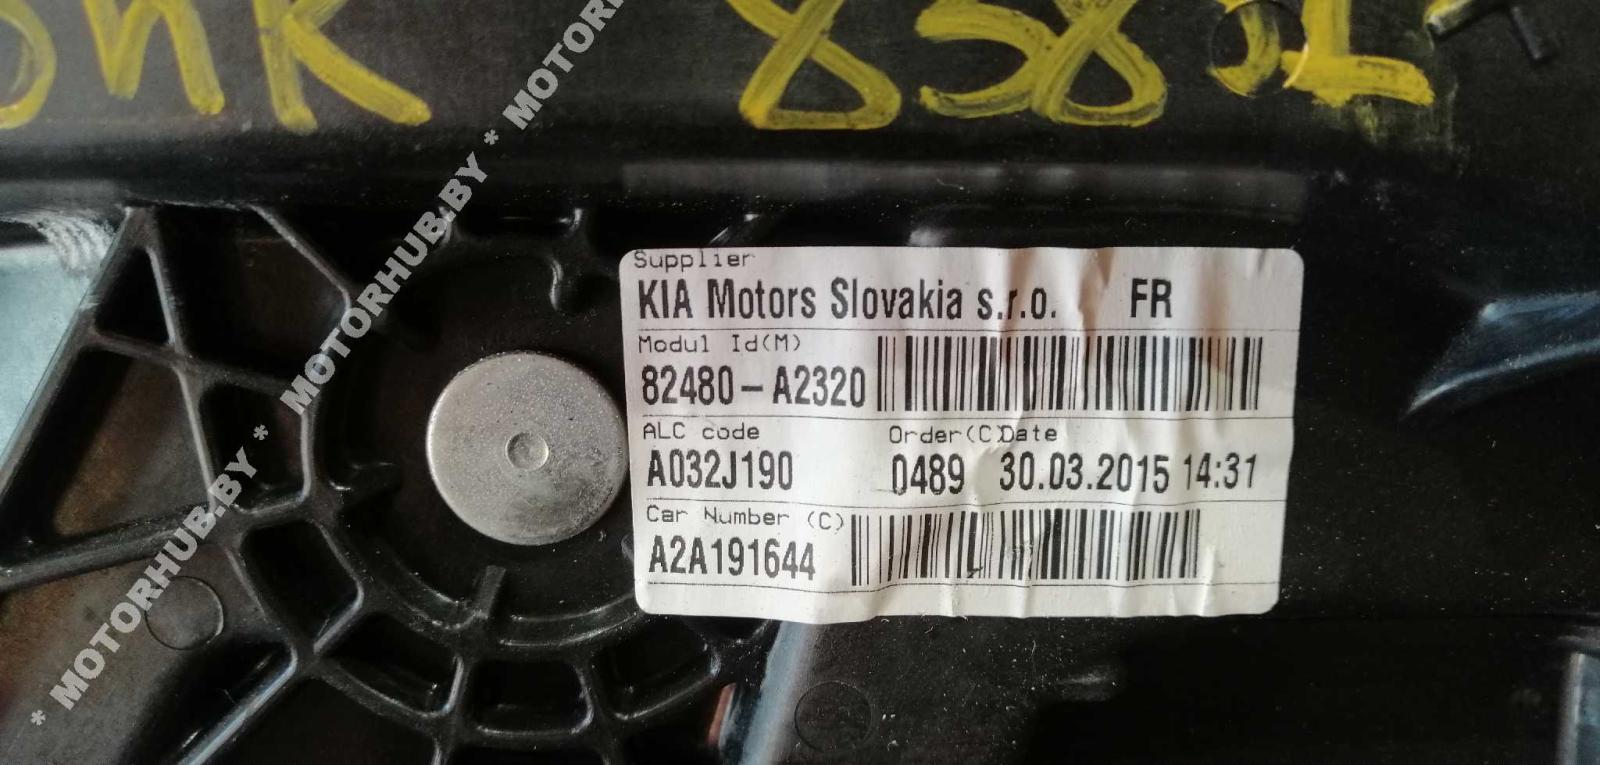 8583L
Supplier
KIA Motors Slovakia s.r.o. FR
Modul Id(M)
82480-A2320
ALC code Order(C)Date
A032J190 0489 30.03.2015 14:31
Car Number (C)
A2A191644
* MOTORHUB.BY * MOTORHUB.BY * MOTORHUB.BY